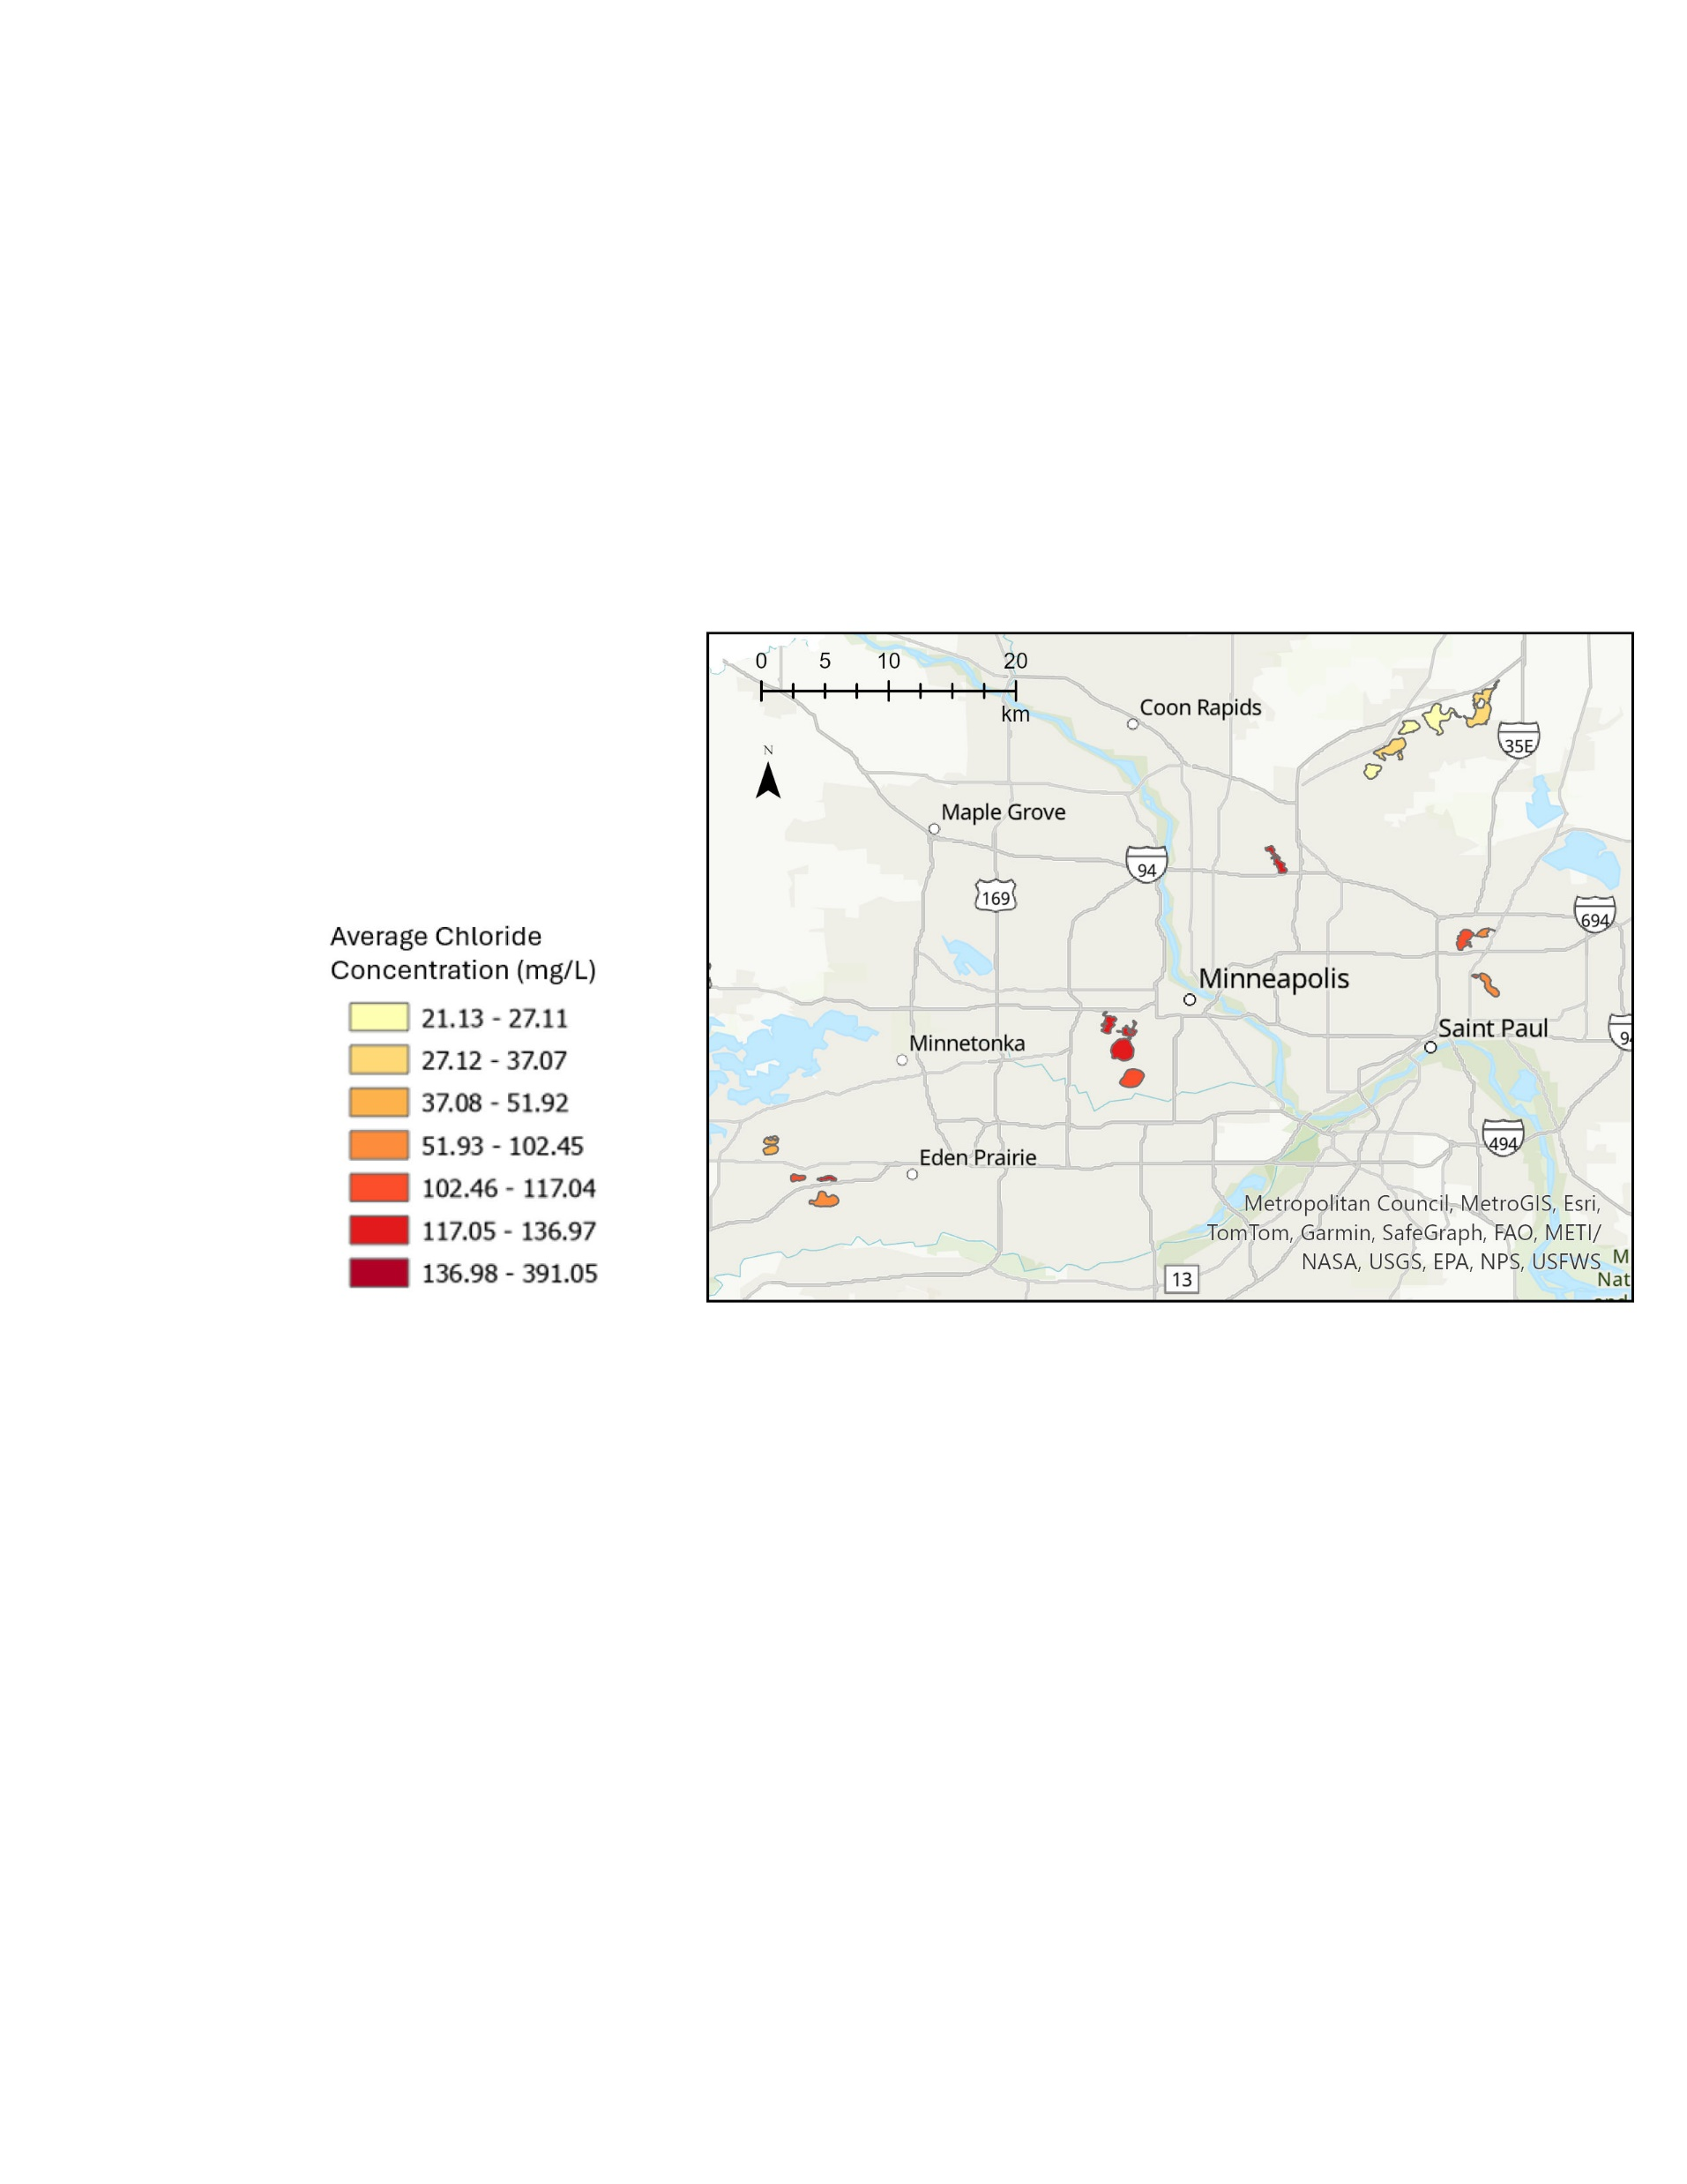 0 5 10 20
km
N
Coon Rapids
35E
Maple Grove
94
169
694
Minneapolis
Saint Paul
94
Minnetonka
494
Eden Prairie
Metropolitan Council, MetroGIS, Esri,
TomTom, Garmin, SafeGraph, FAO, METI/
NASA, USGS, EPA, NPS, USFWS
M
Nat
13
Average Chloride
Concentration (mg/L)
21.13 - 27.11
27.12 - 37.07
37.08 - 51.92
51.93 - 102.45
102.46 - 117.04
117.05 - 136.97
136.98 - 391.05